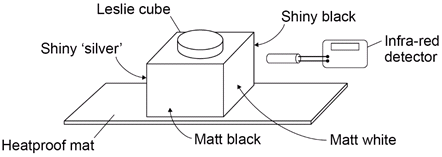 Leslie cube
Shiny black
Shiny ‘silver’
Infra-red
detector
Heatproof mat
Matt black
Matt white